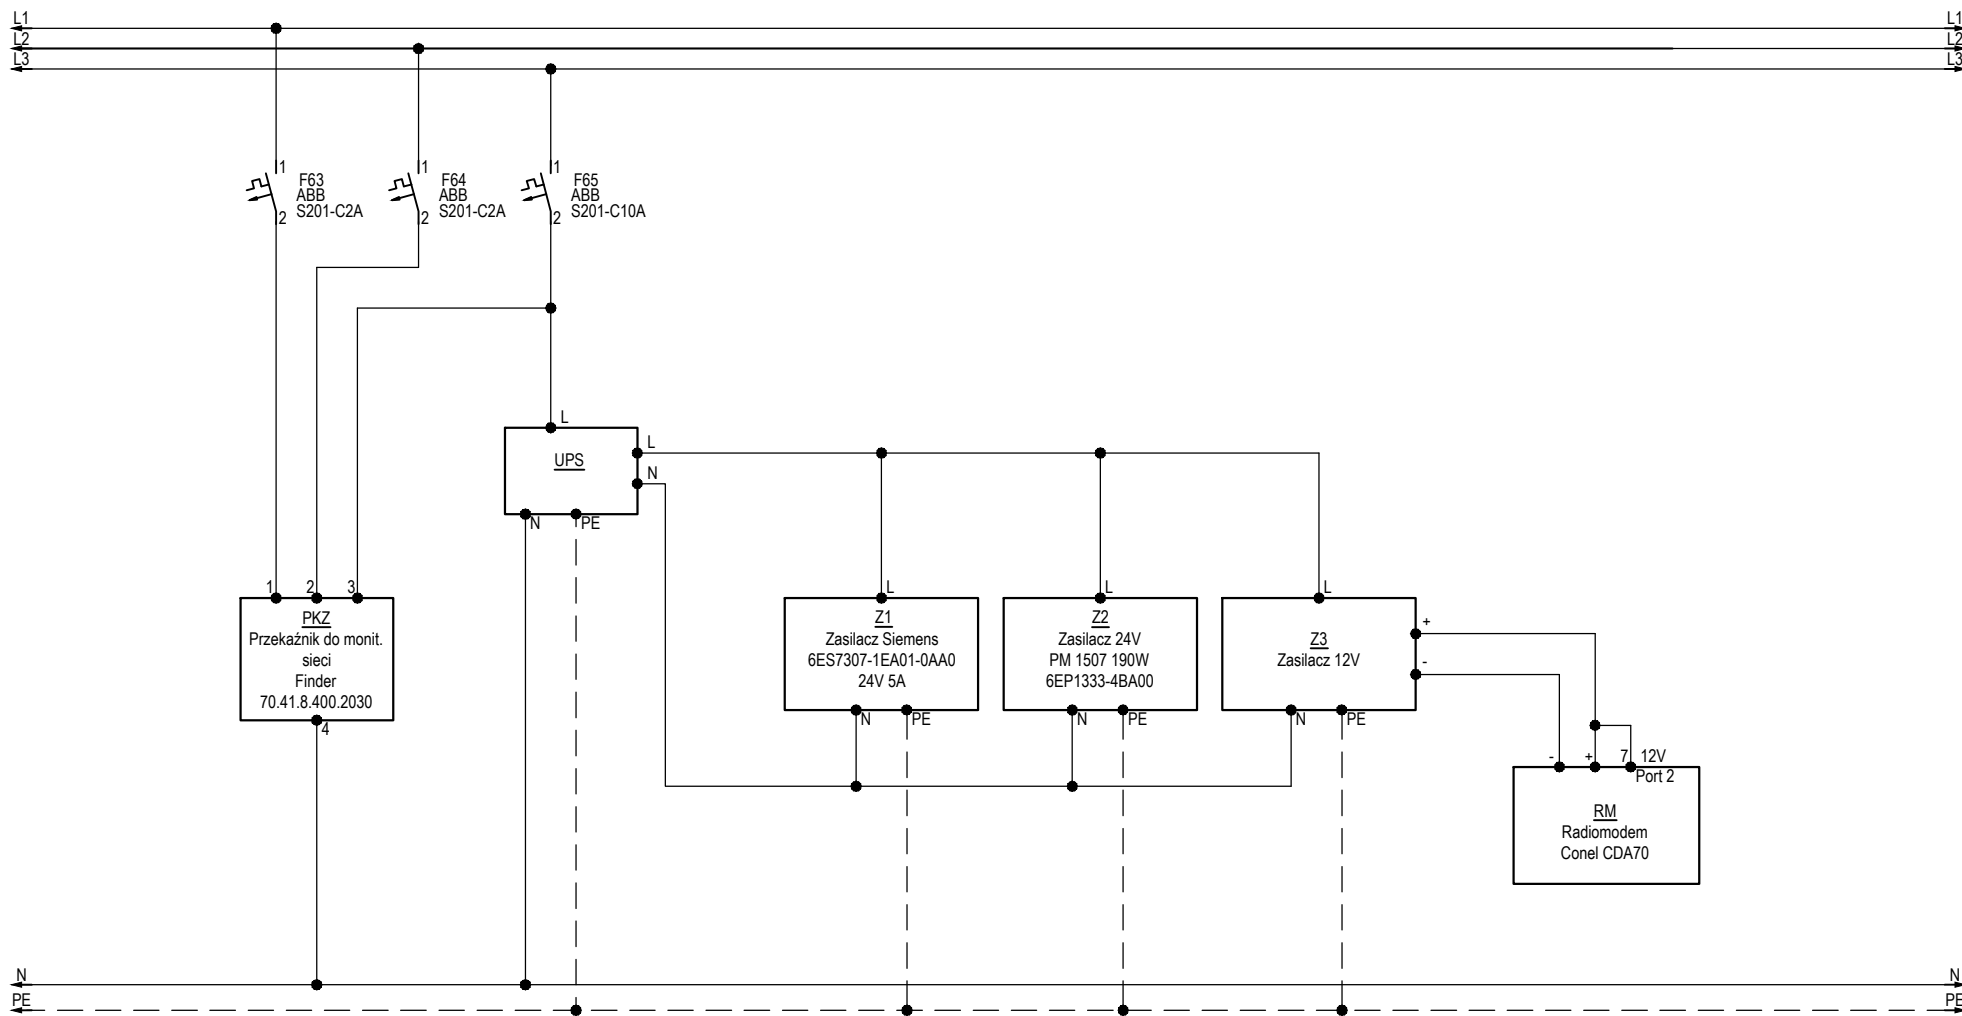 L1
L1
L2
L2
L3
L3
1
1
1
F63
ABB
S201-C2A
F64
ABB
S201-C2A
F65
ABB
S201-C10A
2
2
2
L
UPS
L
N
N
PE
1
2
3
PKZ
Przekaźnik do monit.
sieci
Finder
70.41.8.400.2030
4
L
Z1
Zasilacz Siemens
6ES7307-1EA01-0AA0
24V 5A
N
PE
L
Z2
Zasilacz 24V
PM 1507 190W
6EP1333-4BA00
N
PE
L
Z3
Zasilacz 12V
+
-
N
PE
-
+
7
12V
Port 2
RM
Radiomodem
Conel CDA70
N
N
PE
PE